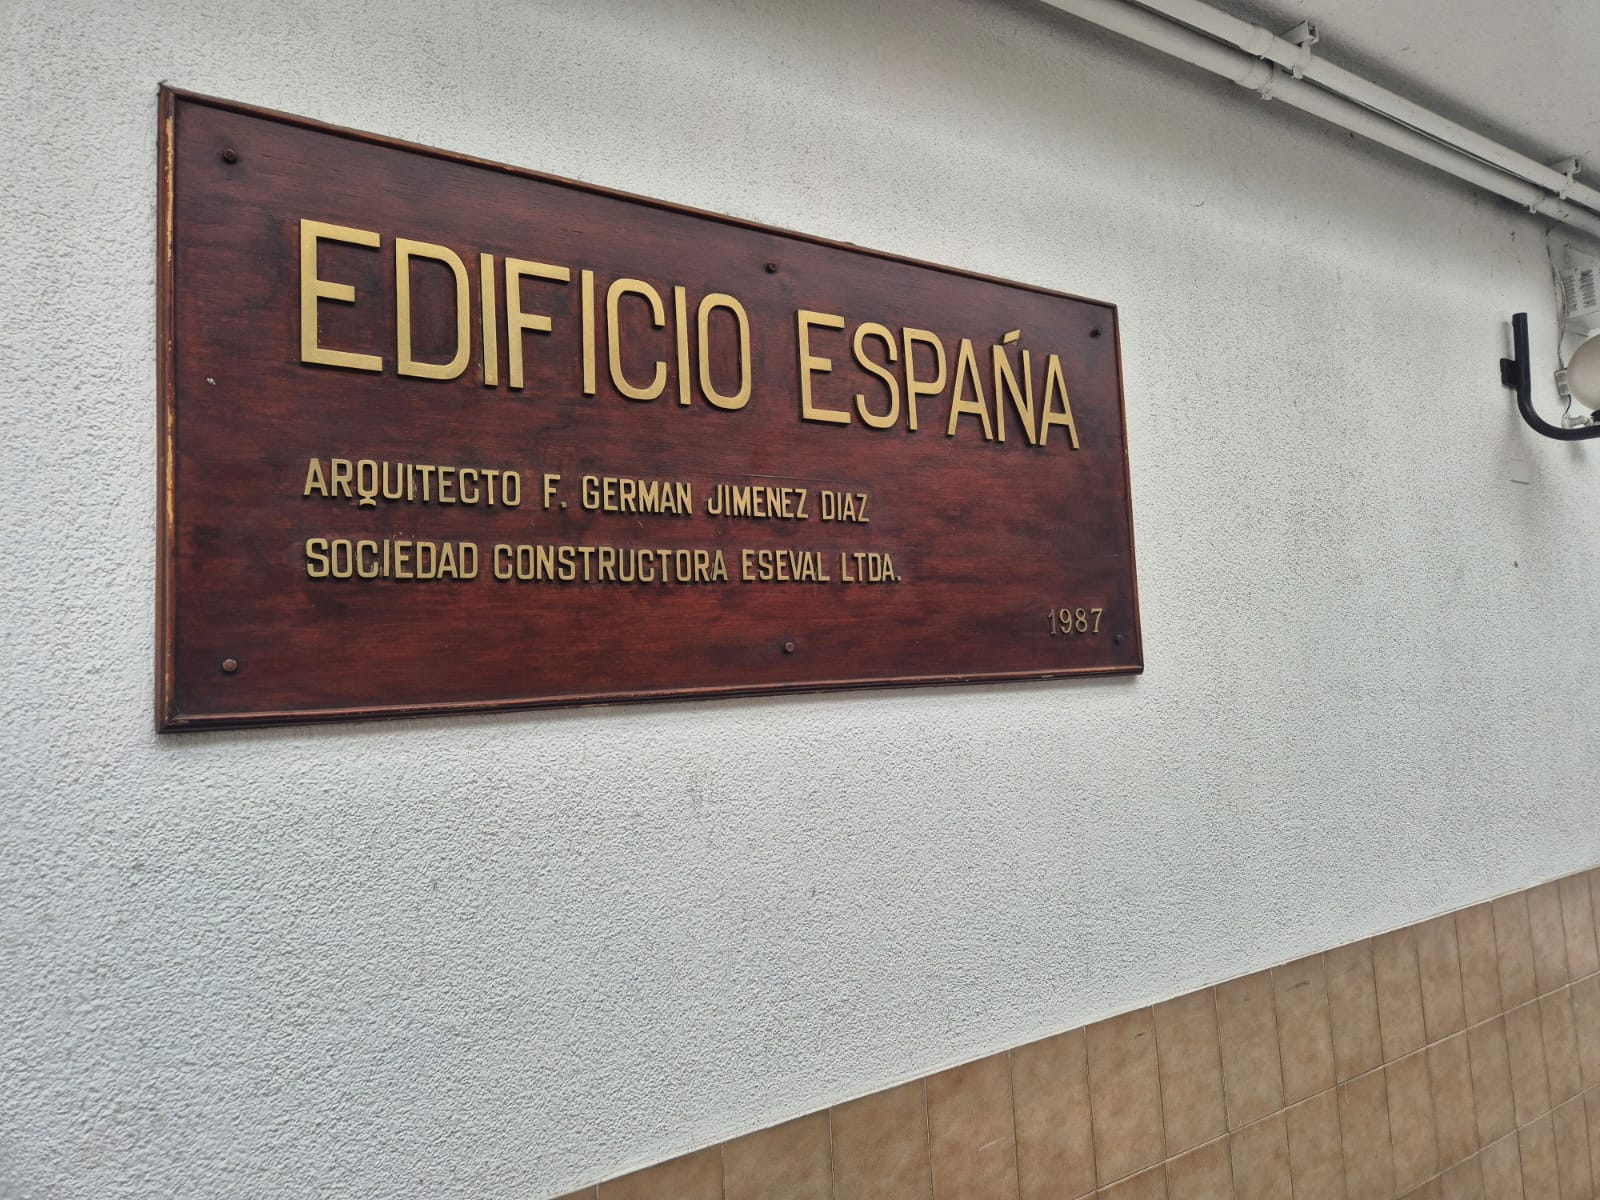 EDIFICIO ESPAÑA
ARQUITECTO F. GERMAN JIMENEZ DIAZ
SOCIEDAD CONSTRUCTORA ESEVAL LTDA.
1987